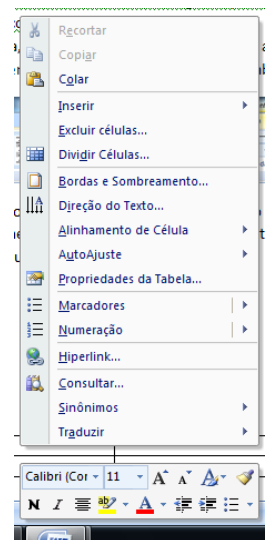 Recortar
Copiar
Colar
Inserir
Excluir células...
Dividir Células...
Bordas e Sombreamento...
Direção do Texto...
Alinhamento de Célula
AutoAjuste
Propriedades da Tabela...
Marcadores
Numeração
Hiperlink...
Consultar...
Sinônimos
Traduzir
Calibri (Cor 11 A A A
N I ab A